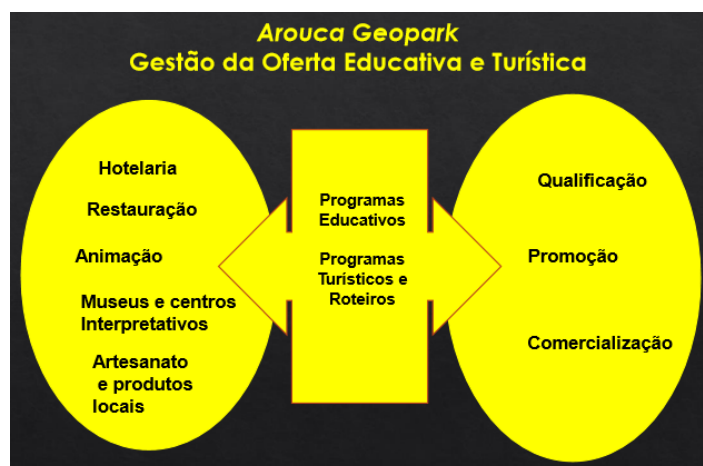 Arouca Geopark
Gestão da Oferta Educativa e Turística
Hotelaria
Restauração
Animação
Museus e centros
Interpretativos
Artesanato
e produtos
locais
Programas
Educativos
Programas
Turísticos e
Roteiros
Qualificação
Promoção
Comercialização